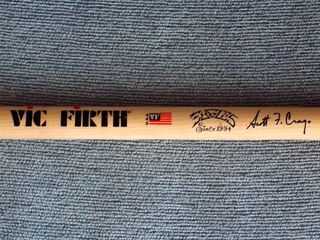 VIC FIRTH
VF
EAGLES
Since 1994
Scott F. Crago